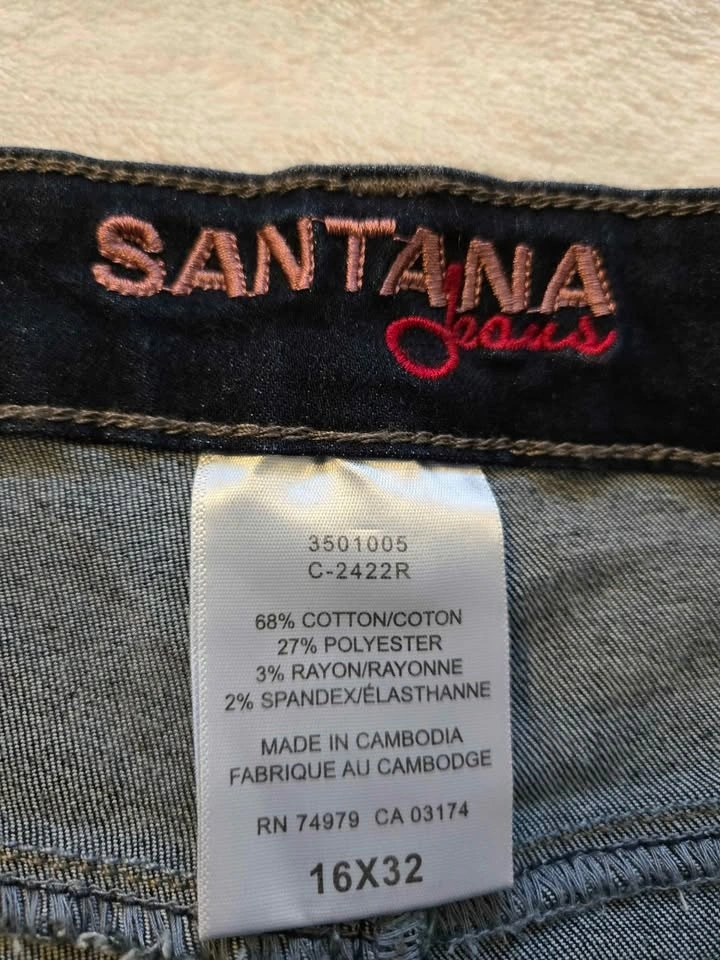 SANTANA
Jeans
3501005
C-2422R
68% COTTON/COTON
27% POLYESTER
3% RAYON/RAYONNE
2% SPANDEX/ÉLASTHANNE
MADE IN CAMBODIA
FABRIQUE AU CAMBODGE
RN 74979 CA 03174
16X32